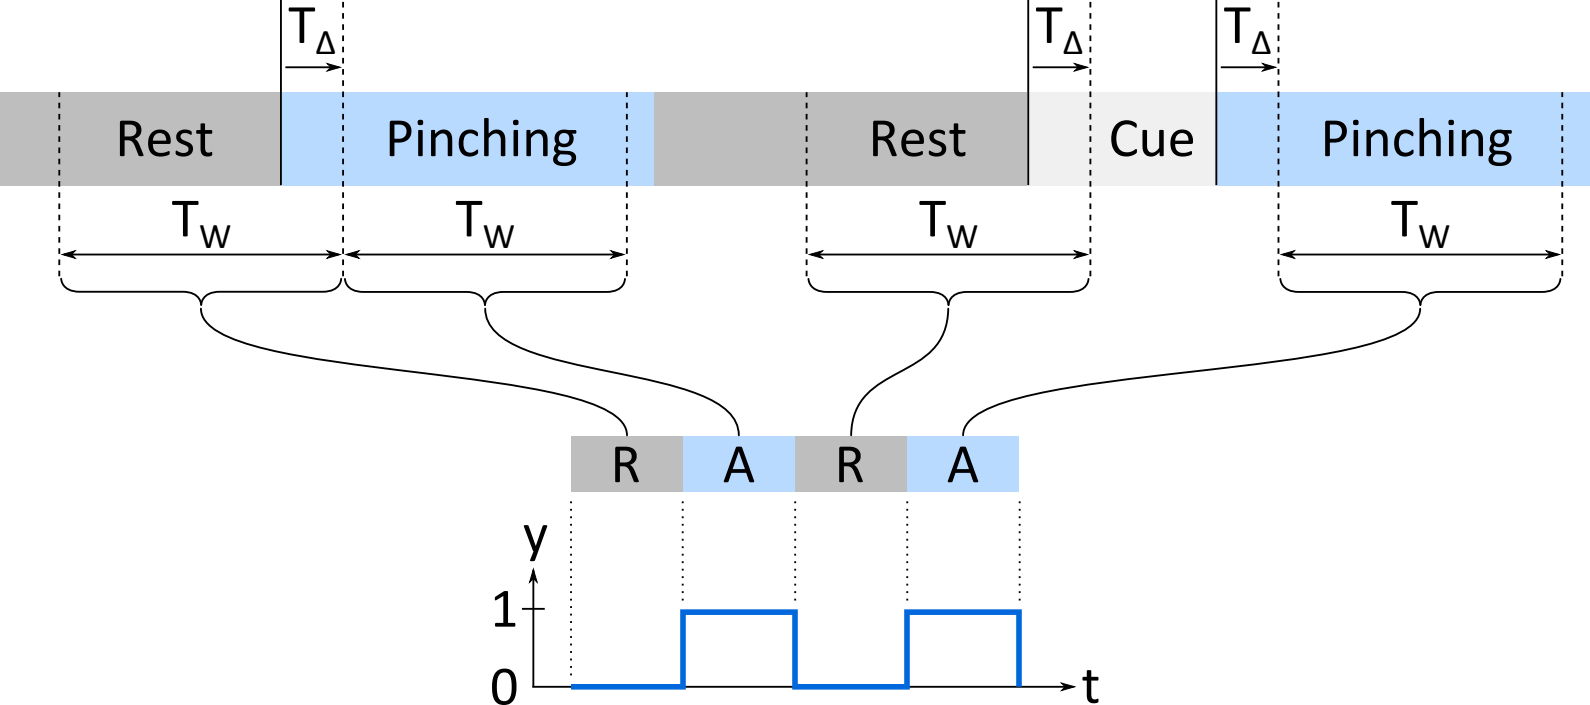 TΔ TΔ TΔ
Rest Pinching Rest Cue Pinching
TW TW TW TW
R A R A
y
1
0 t